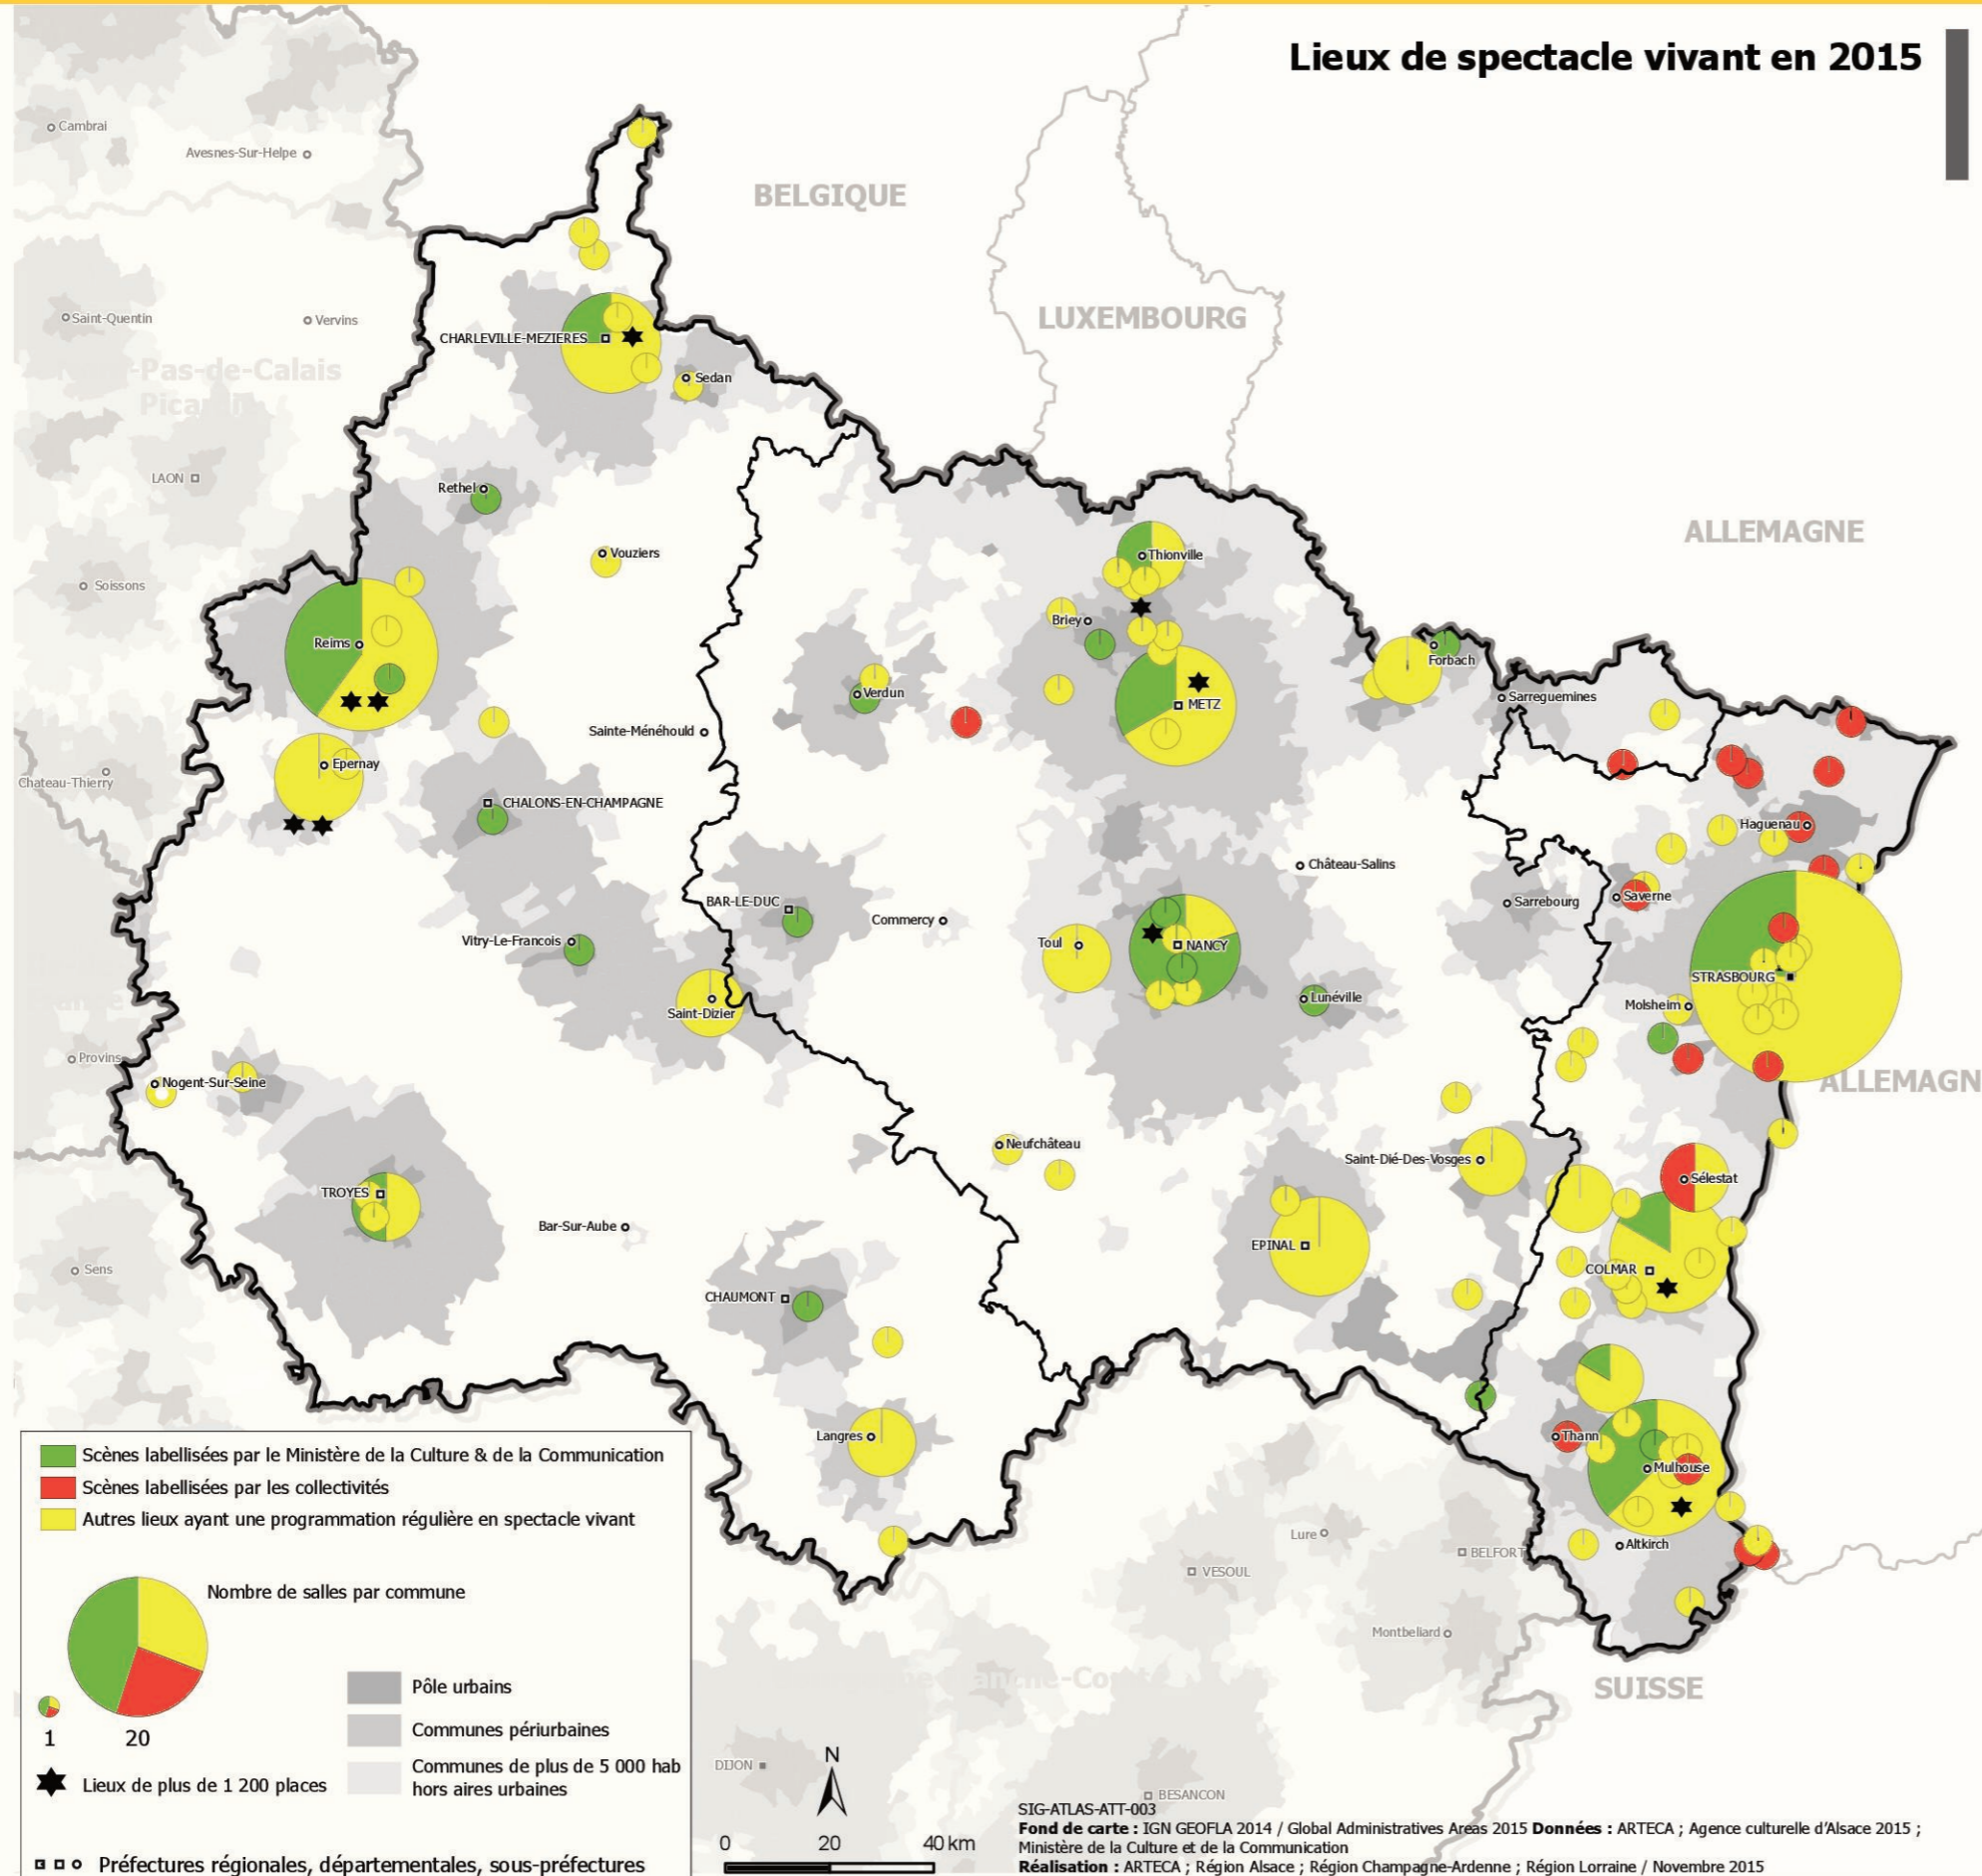 Lieux de spectacle vivant en 2015
Cambrai
Avesnes-Sur-Helpe
BELGIQUE
Saint-Quentin
Vervins
LUXEMBOURG
CHARLEVILLE-MEZIERES
-Pas-de-Calais
Sedan
LAON
Rethel
ALLEMAGNE
Vouziers
Thionville
Soissons
Briey
Reims
Forbach
Verdun
Sarreguemines
METZ
Sainte-Ménéhould
Epernay
Chateau-Thierry
CHALONS-EN-CHAMPAGNE
Haguenau
Château-Salins
BAR-LE-DUC
Saverne
Sarrebourg
Commercy
Vitry-Le-Francois
Toul
NANCY
STRASBOURG
Lunéville
Molsheim
Saint-Dizier
Provins
Nogent-Sur-Seine
ALLEMAGN
Neufchâteau
Saint-Dié-Des-Vosges
Sélestat
TROYES
Bar-Sur-Aube
EPINAL
Sens
COLMAR
CHAUMONT
Langres
Thann
Mulhouse
Lure
Altkirch
BELFORT
VESOUL
Montbeliard
SUISSE
DIJON
BESANCON
Scènes labellisées par le Ministère de la Culture & de la Communication
Scènes labellisées par les collectivités
Autres lieux ayant une programmation régulière en spectacle vivant
Nombre de salles par commune
1
20
Pôle urbains
Communes périurbaines
Communes de plus de 5 000 hab
hors aires urbaines
Lieux de plus de 1 200 places
Préfectures régionales, départementales, sous-préfectures
N
0 20 40 km
SIG-ATLAS-ATT-003
Fond de carte : IGN GEOFLA 2014 / Global Administratives Areas 2015 Données : ARTECA ; Agence culturelle d'Alsace 2015 ;
Ministère de la Culture et de la Communication
Réalisation : ARTECA ; Région Alsace ; Région Champagne-Ardenne ; Région Lorraine / Novembre 2015